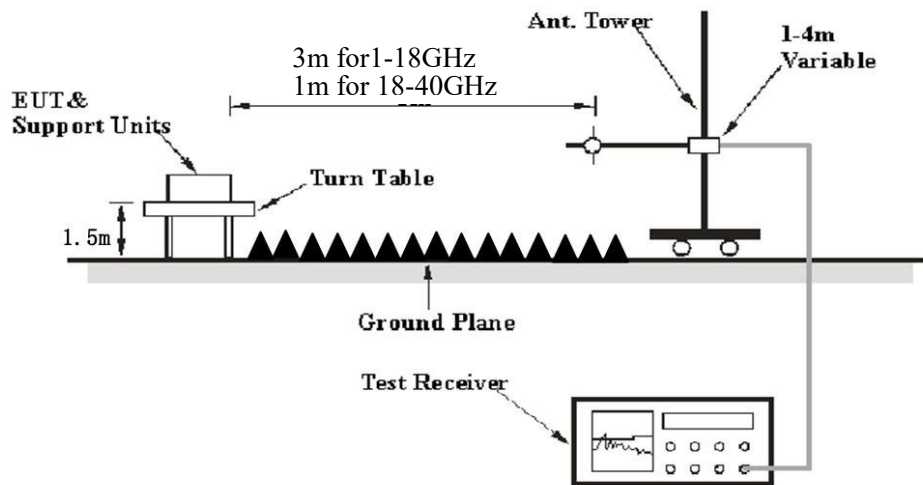 Ant. Tower
1-4m
Variable
3m for1-18GHz
1m for 18-40GHz
EUT&
Support Units
Turn Table
1.5m
Ground Plane
Test Receiver